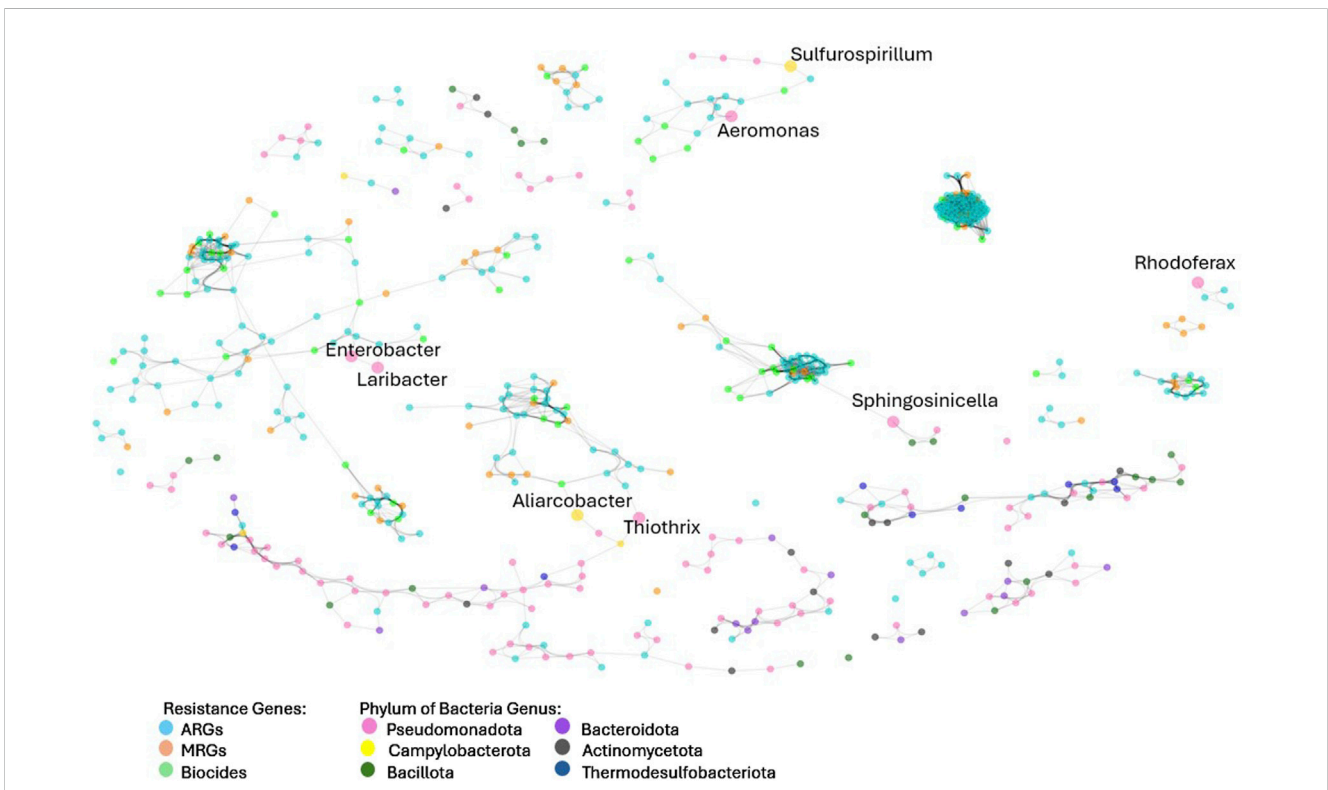 Sulfurospirillum
Aeromonas
Rhodoferax
Enterobacter
Laribacter
Sphingosinicella
Aliarcobacter
Thiothrix
Resistance Genes:
ARGs
MRGs
Biocides
Phylum of Bacteria Genus:
Pseudomonadota
Campylobacterota
Bacillota
Bacteroidota
Actinomycetota
Thermodesulfobacteriota